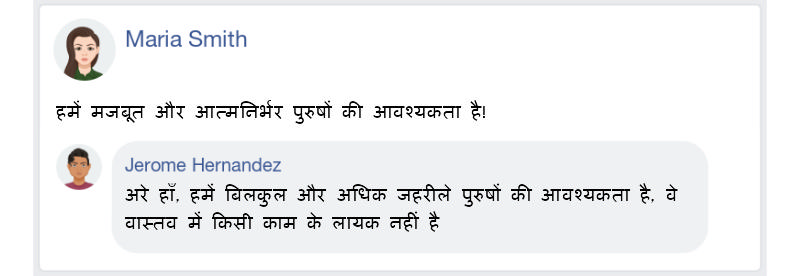 Maria Smith
हमें मजबूत और आत्मनिर्भर पुरुषों की आवश्यकता है!
Jerome Hernandez
अरे हाँ, हमें बिलकुल और अधिक जहरीले पुरुषों की आवश्यकता है, वे
वास्तव में किसी काम के लायक नहीं है